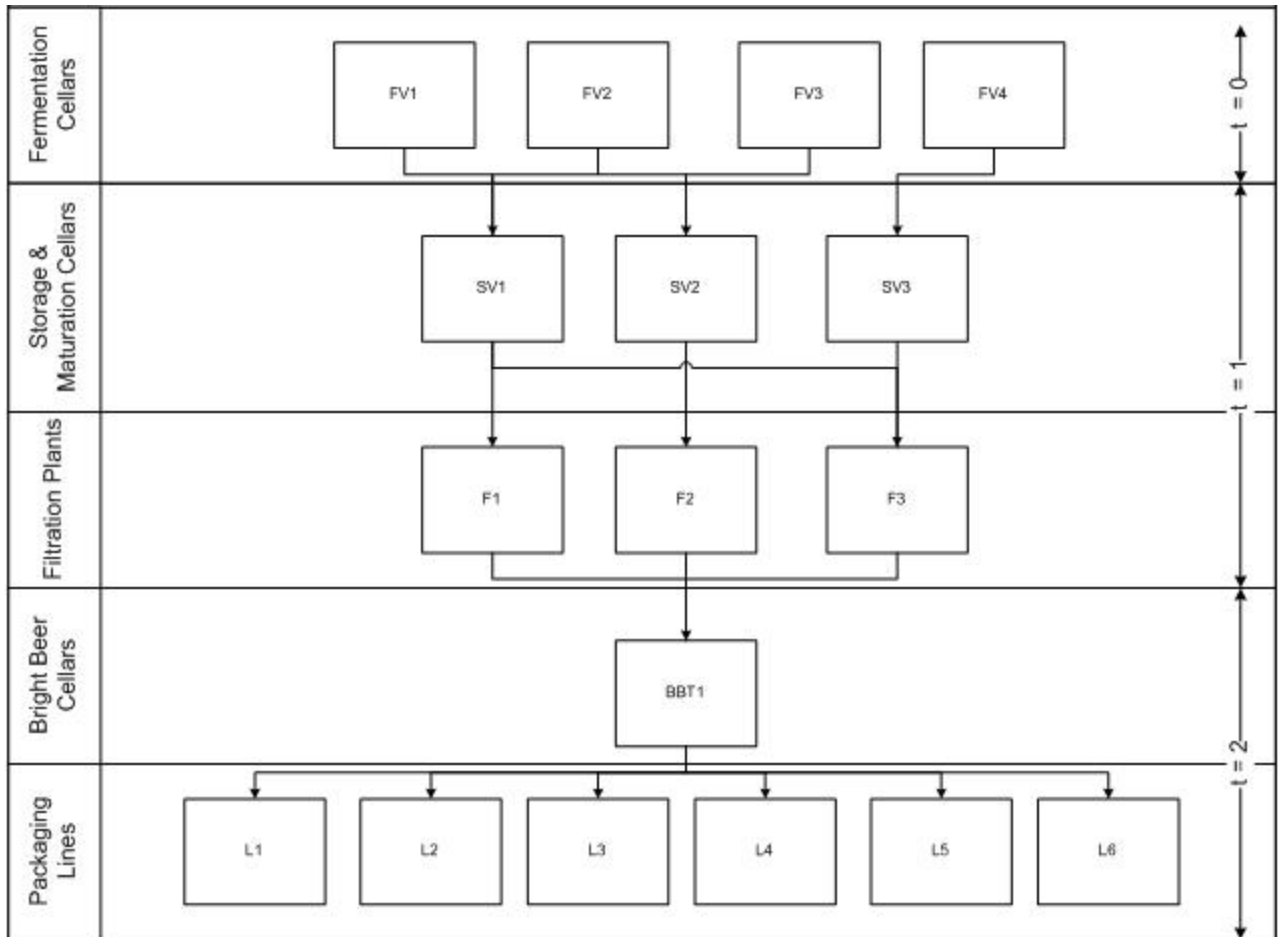 Fermentation
Cellars
FV1
FV2
FV3
FV4
t = 0
Storage &
Maturation Cellars
SV1
SV2
SV3
t = 1
Filtration Plants
F1
F2
F3
Bright Beer
Cellars
BBT1
t = 2
Packaging
Lines
L1
L2
L3
L4
L5
L6